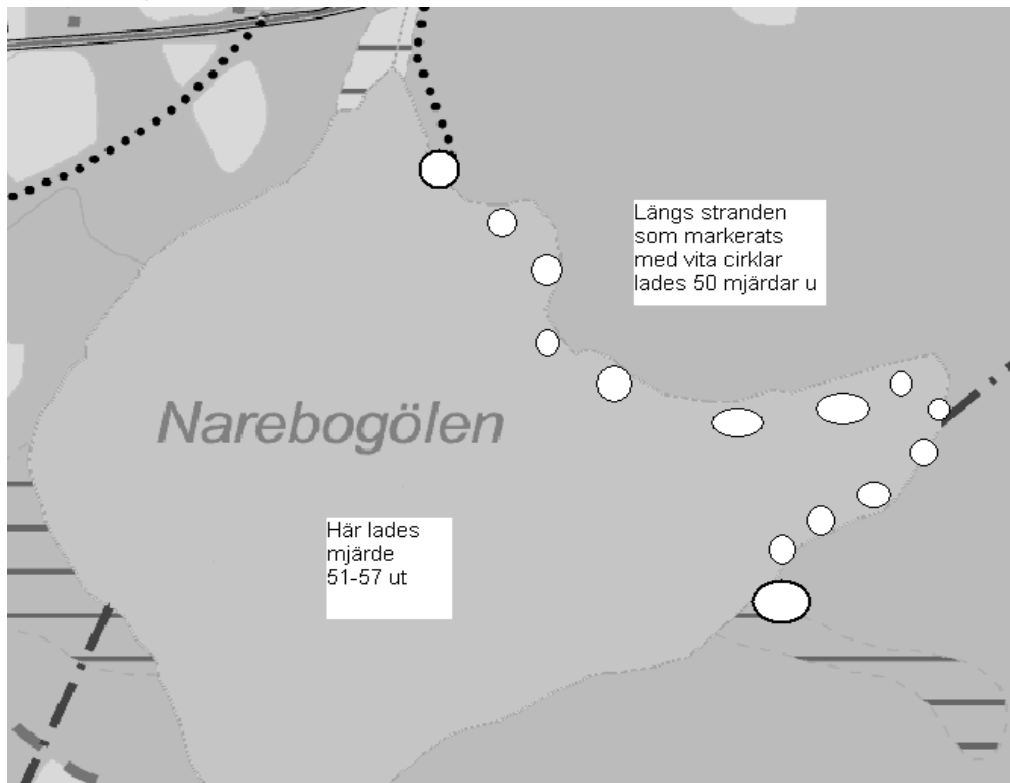 Längs stranden
som markerats
med vita cirklar
lades 50 mjärdar u
Narebogölen
Här lades
mjärde
51-57 ut